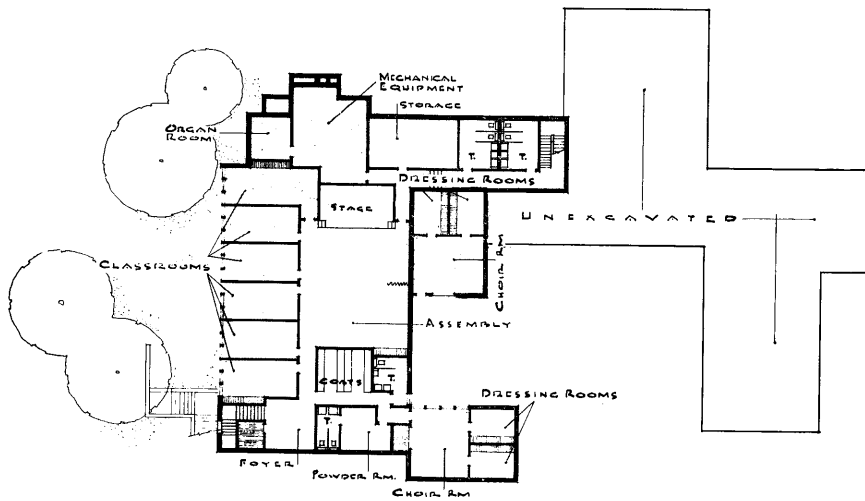 MECHANICAL
EQUIPMENT
STORAGE
ORGAN
ROOM
T.
T.
DRESSING ROOMS
STAGE
UNEXCAVATED
CLASSROOMS
CHOIR RM
ASSEMBLY
COATS
T.
DRESSING ROOMS
T.
FOYER
POWDER RM.
CHOIR RM